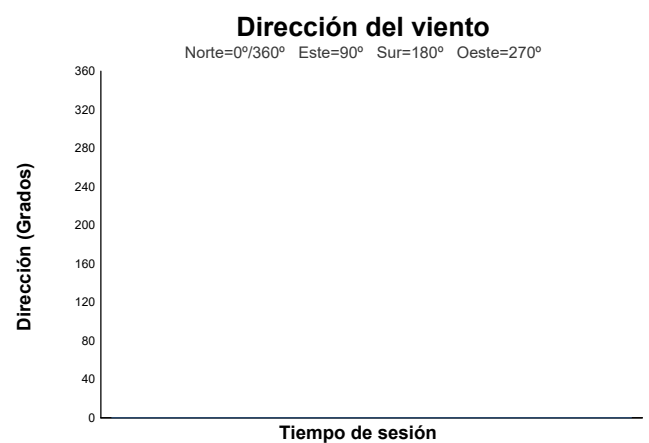 Dirección del viento
Norte=0º/360º Este=90º Sur=180º Oeste=270º
360
320
280
240
200
160
120
80
40
0
Dirección (Grados)
Tiempo de sesión